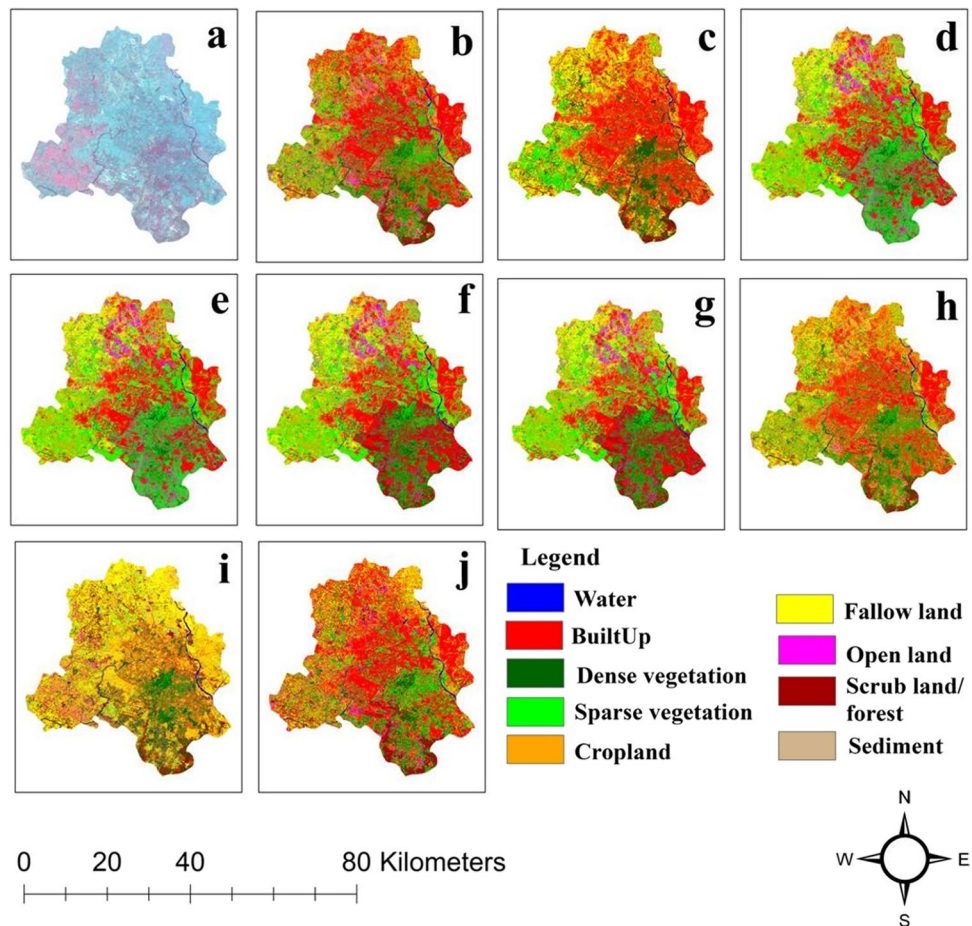 a
b
c
d
e
f
g
h
i
j
Legend
Water
BuiltUp
Dense vegetation
Sparse vegetation
Cropland
Fallow land
Open land
Scrub land/
forest
Sediment
0 20 40 80 Kilometers
N
W E
S